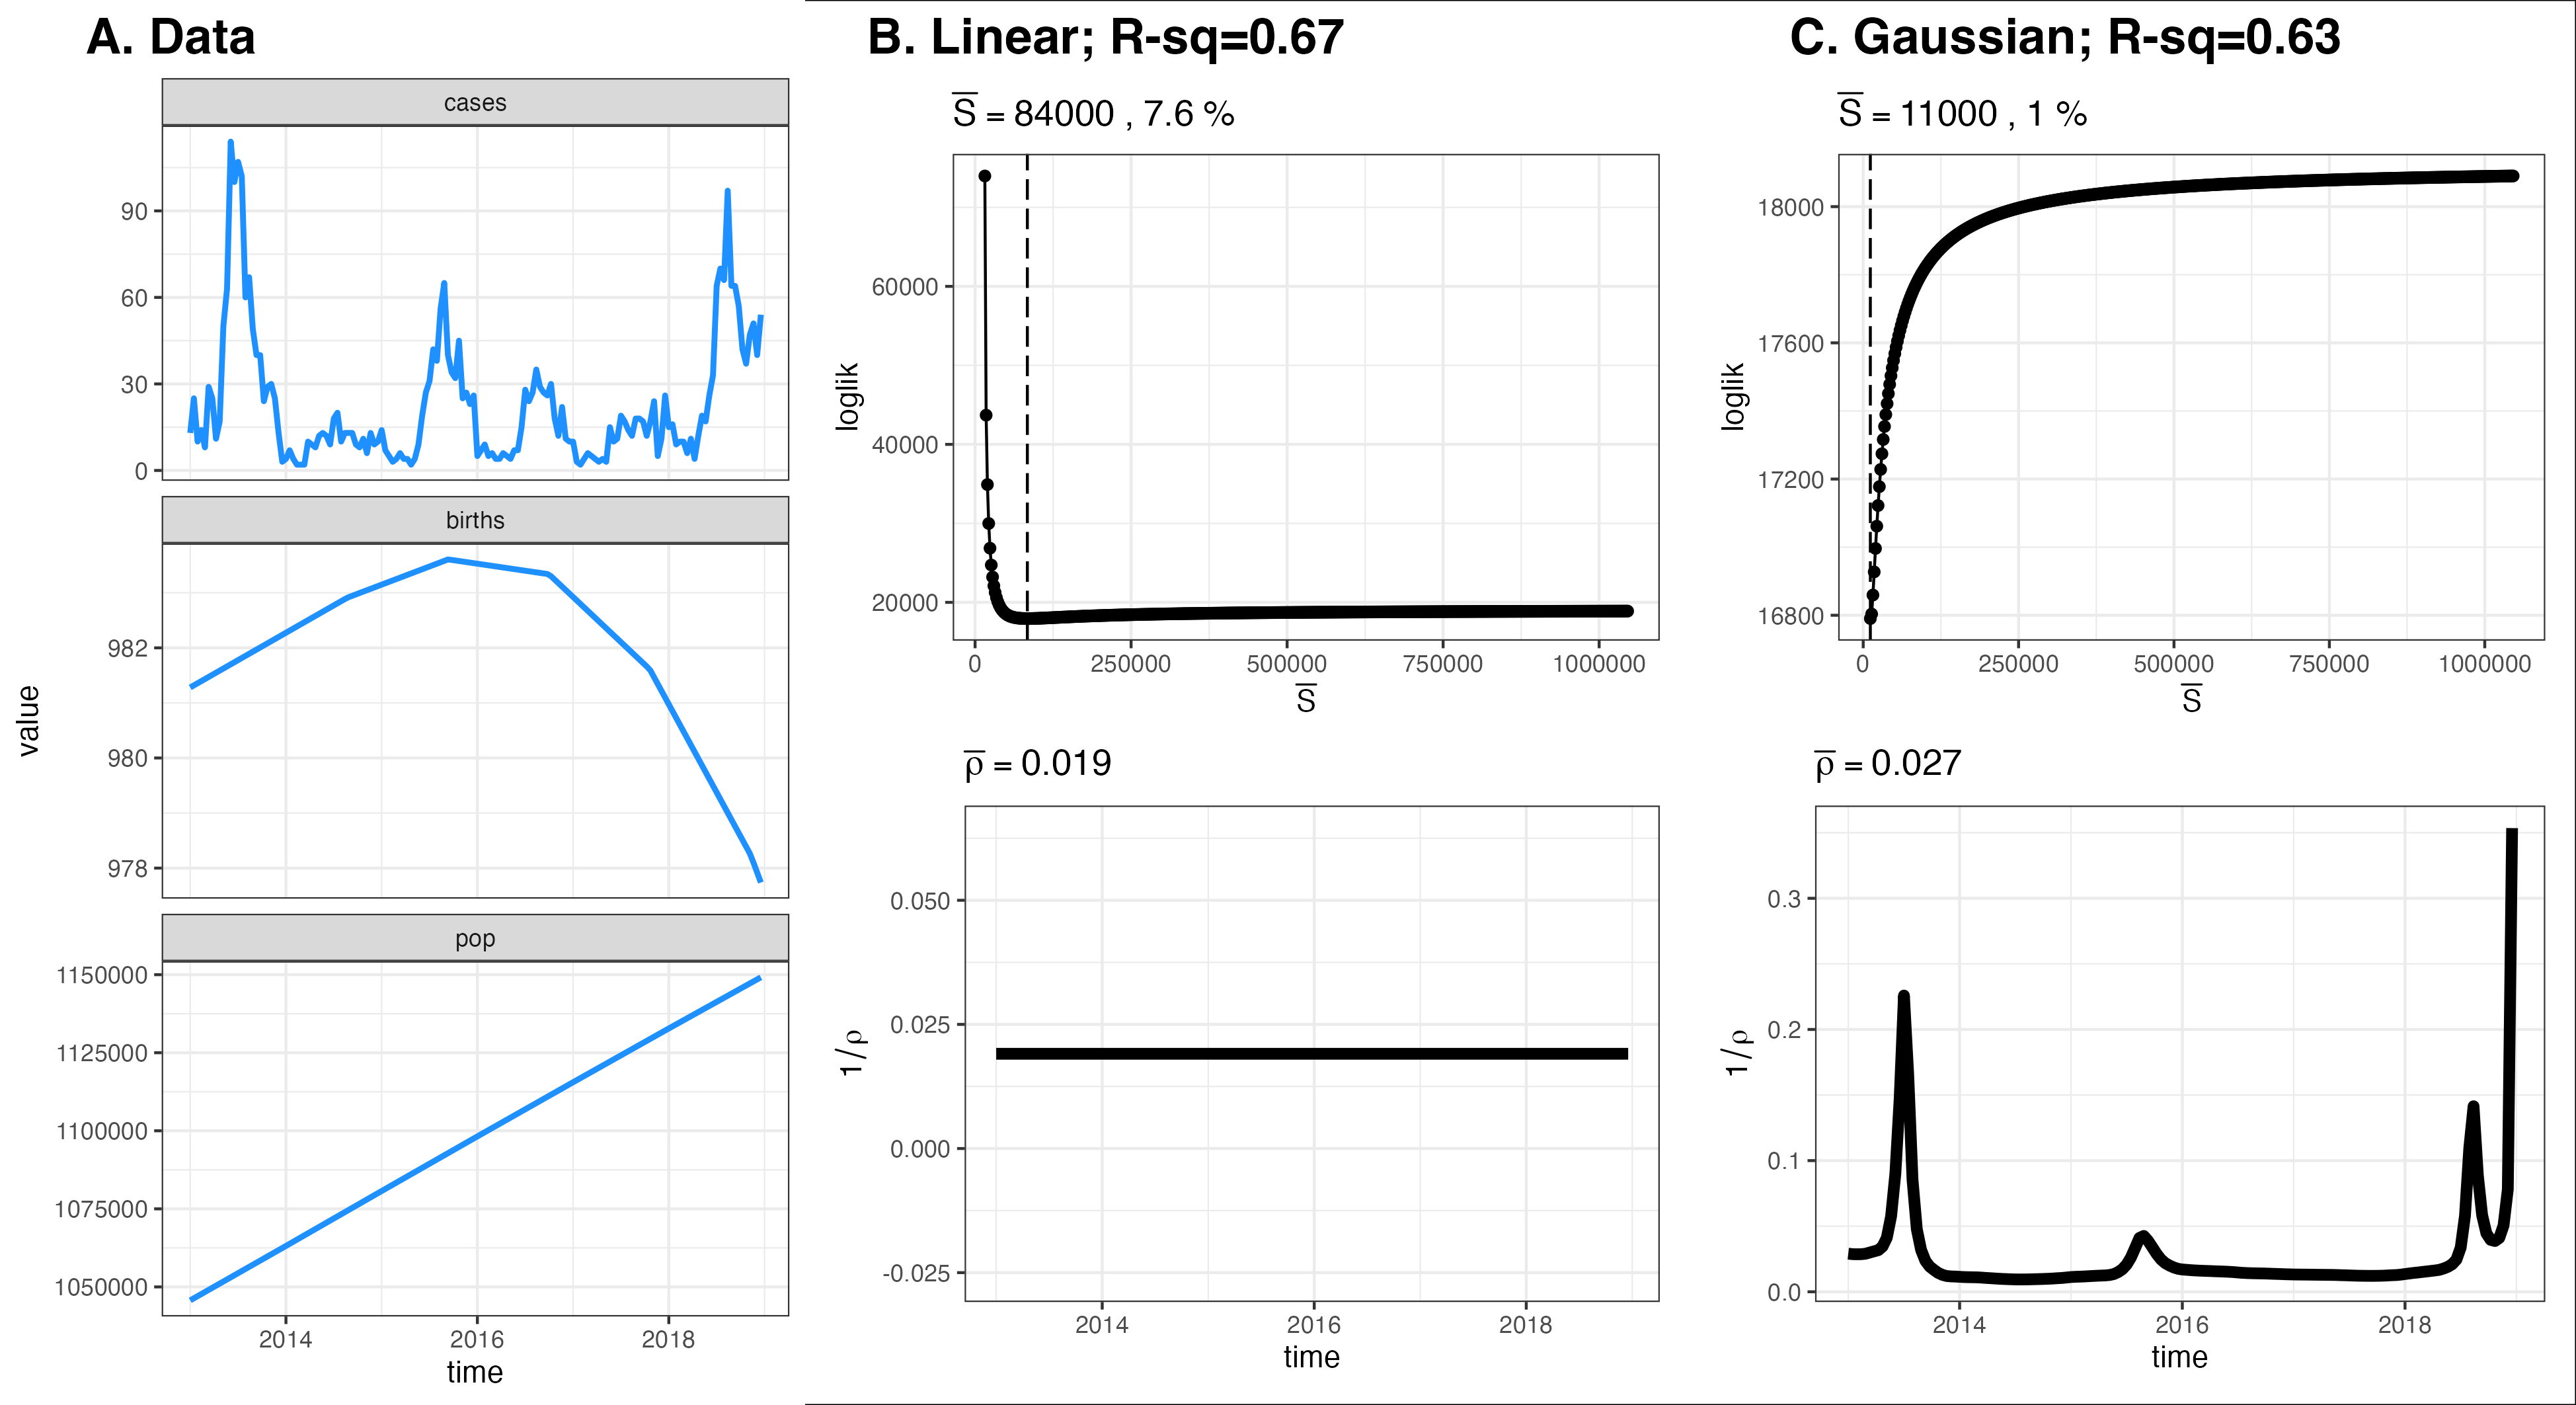 A. Data
cases
90
60
30
0
births
982
980
978
pop
1150000
1125000
1100000
1075000
1050000
2014 2016 2018
time
value
B. Linear; R-sq=0.67
S̅ = 84000 , 7.6 %
60000
40000
20000
0 250000 500000 750000 1000000
S̅
loglik
ρ̅ = 0.019
0.050
0.025
0.000
-0.025
2014 2016 2018
time
1/ρ
C. Gaussian; R-sq=0.63
S̅ = 11000 , 1 %
18000
17600
17200
16800
0 250000 500000 750000 1000000
S̅
loglik
ρ̅ = 0.027
0.3
0.2
0.1
0.0
2014 2016 2018
time
1/ρ